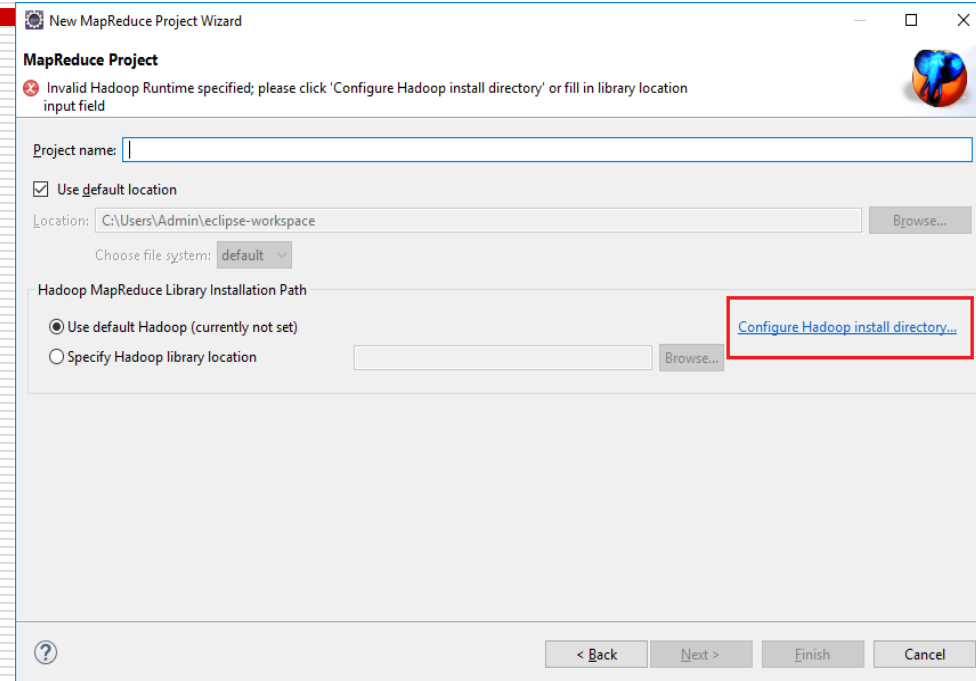 New MapReduce Project Wizard
MapReduce Project
Invalid Hadoop Runtime specified; please click 'Configure Hadoop install directory' or fill in library location
input field
Project name:
Use default location
Location: C:\Users\Admin\eclipse-workspace Browse...
Choose file system: default
Hadoop MapReduce Library Installation Path
Use default Hadoop (currently not set) Configure Hadoop install directory...
Specify Hadoop library location Browse...
? < Back Next > Finish Cancel